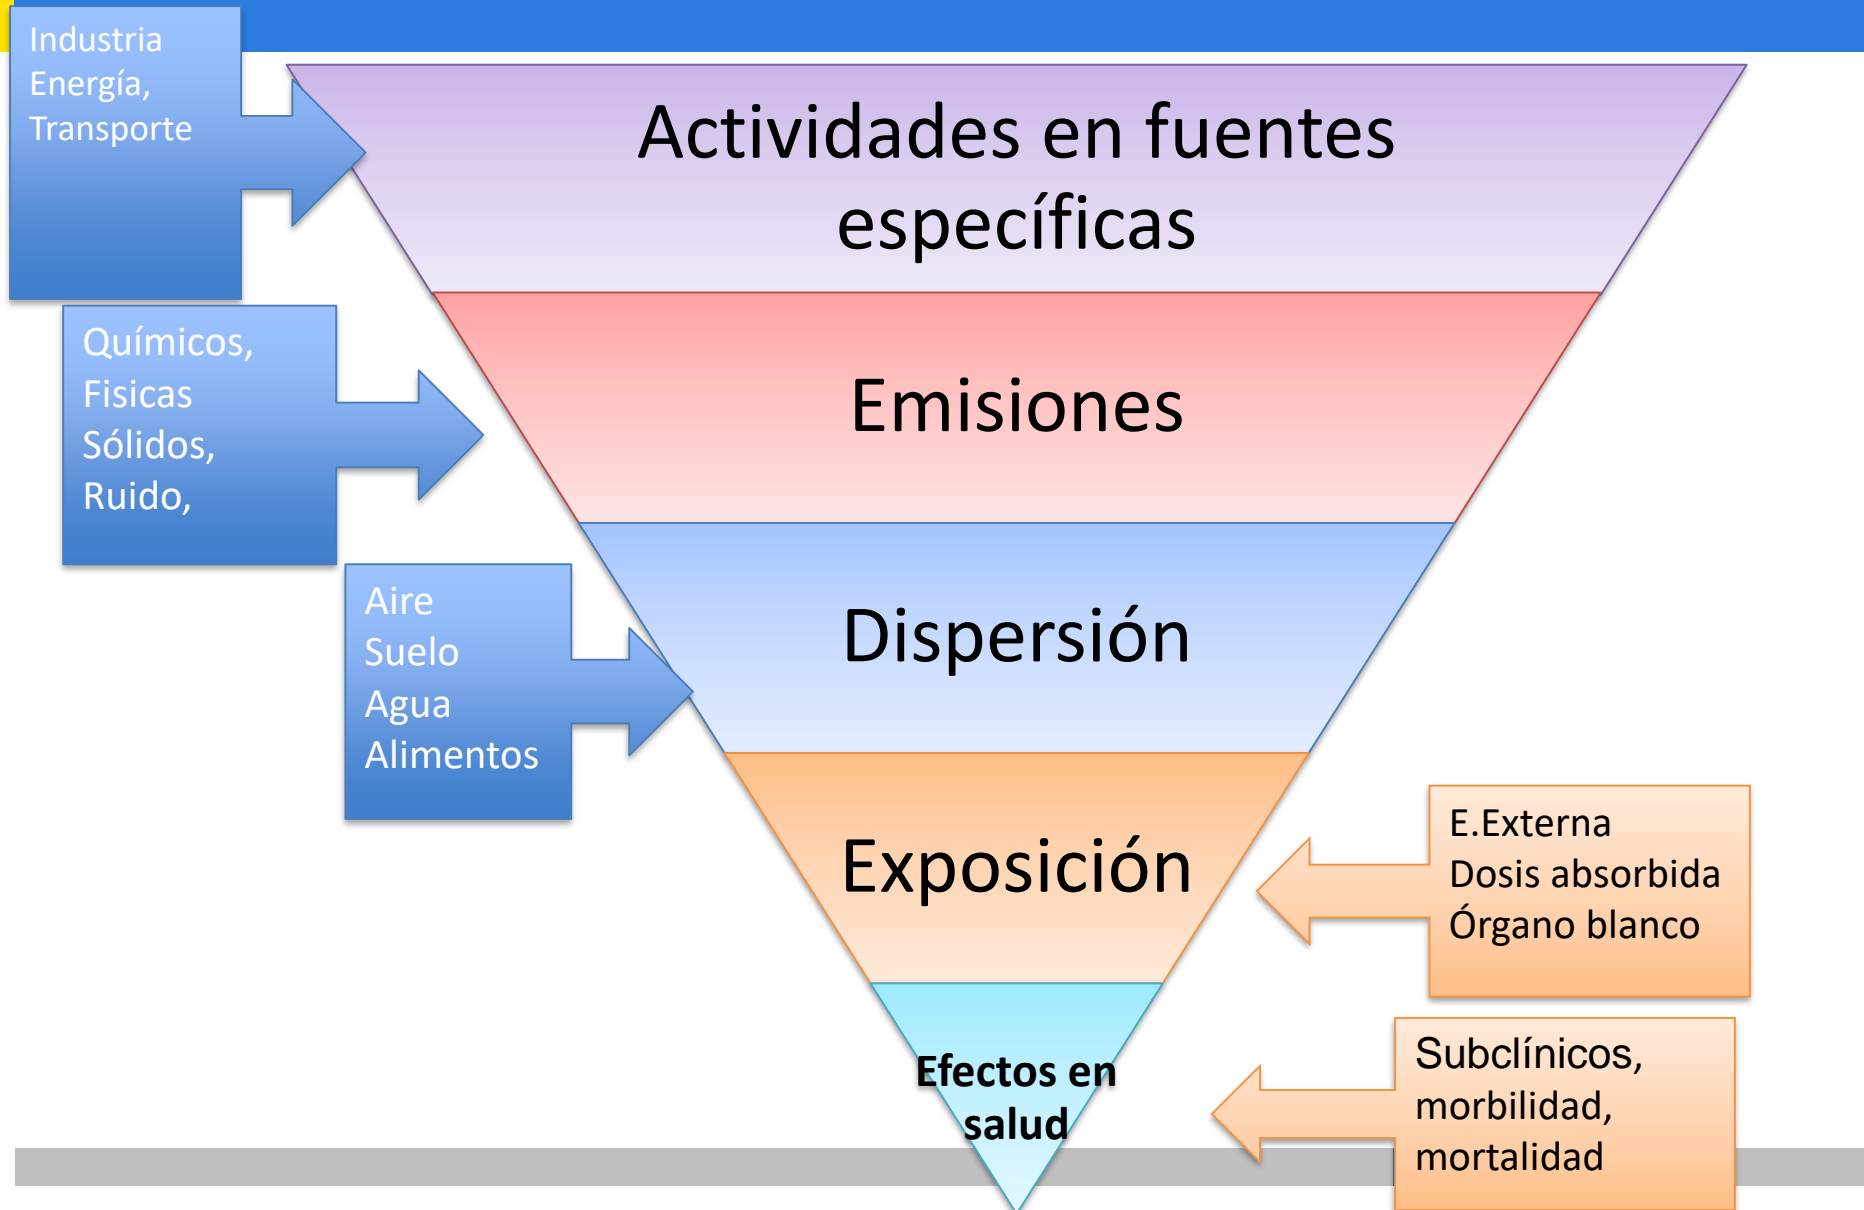 Industria
Energía,
Transporte
Actividades en fuentes
específicas
Químicos,
Fisicas
Sólidos,
Ruido,
Emisiones
Aire
Suelo
Agua
Alimentos
Dispersión
Exposición
E.Externa
Dosis absorbida
Órgano blanco
Efectos en
salud
Subclínicos,
morbilidad,
mortalidad